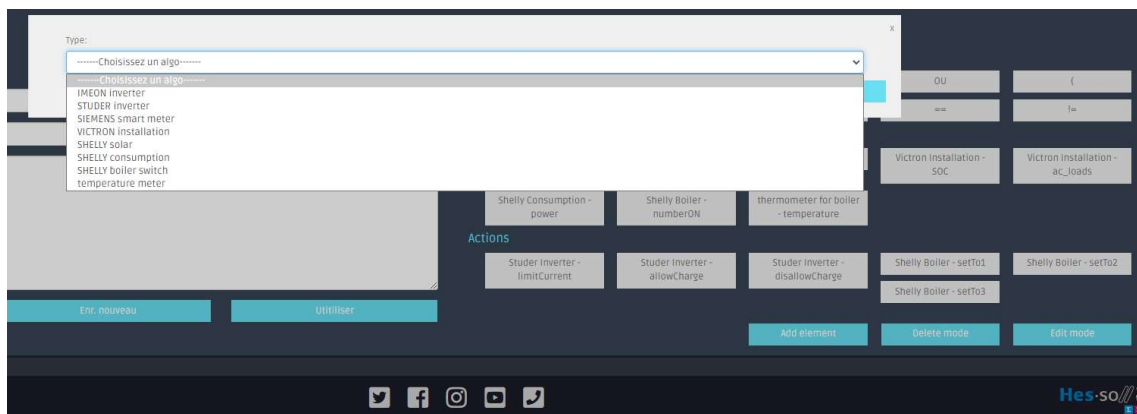 x
Type:
-------Choisissez un algo-------
-------Choisissez un algo-------
IMEON inverter
STUDER inverter
SIEMENS smart meter
VICTRON installation
SHELLY solar
SHELLY consumption
SHELLY boiler switch
temperature meter
OU
(
==
!=
Victron Installation -
SOC
Victron Installation -
ac_loads
Shelly Consumption -
power
Shelly Boiler -
numberON
thermometer for boiler
- temperature
Actions
Studer Inverter -
limitCurrent
Studer Inverter -
allowCharge
Studer Inverter -
disallowCharge
Shelly Boiler - setTo1
Shelly Boiler - setTo2
Shelly Boiler - setTo3
Enr. nouveau
Utitiliser
Add element
Delete mode
Edit mode
Hes·so